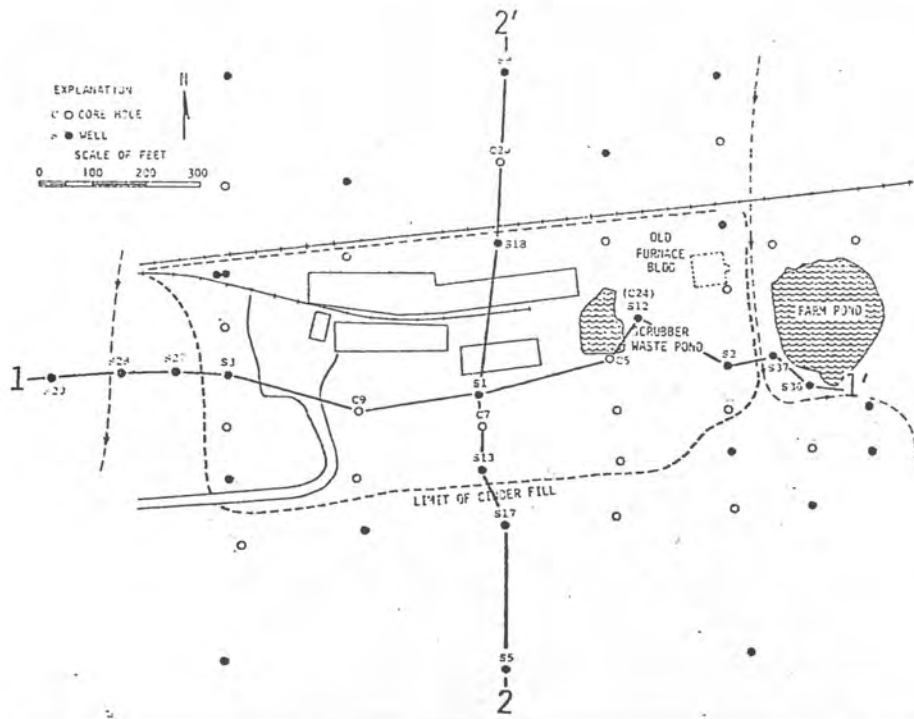 2'
N
EXPLANATION
C O CORE HOLE
S ● WELL
SCALE OF FEET
0 100 200 300
S18
OLD
FURNACE
BLDG
(C24)
S12
FARM POND
SCRUBBER
WASTE POND
C5
S2
S37
S36
1
S3
S1
1'
C9
C7
S13
LIMIT OF CINDER FILL
S17
S5
2